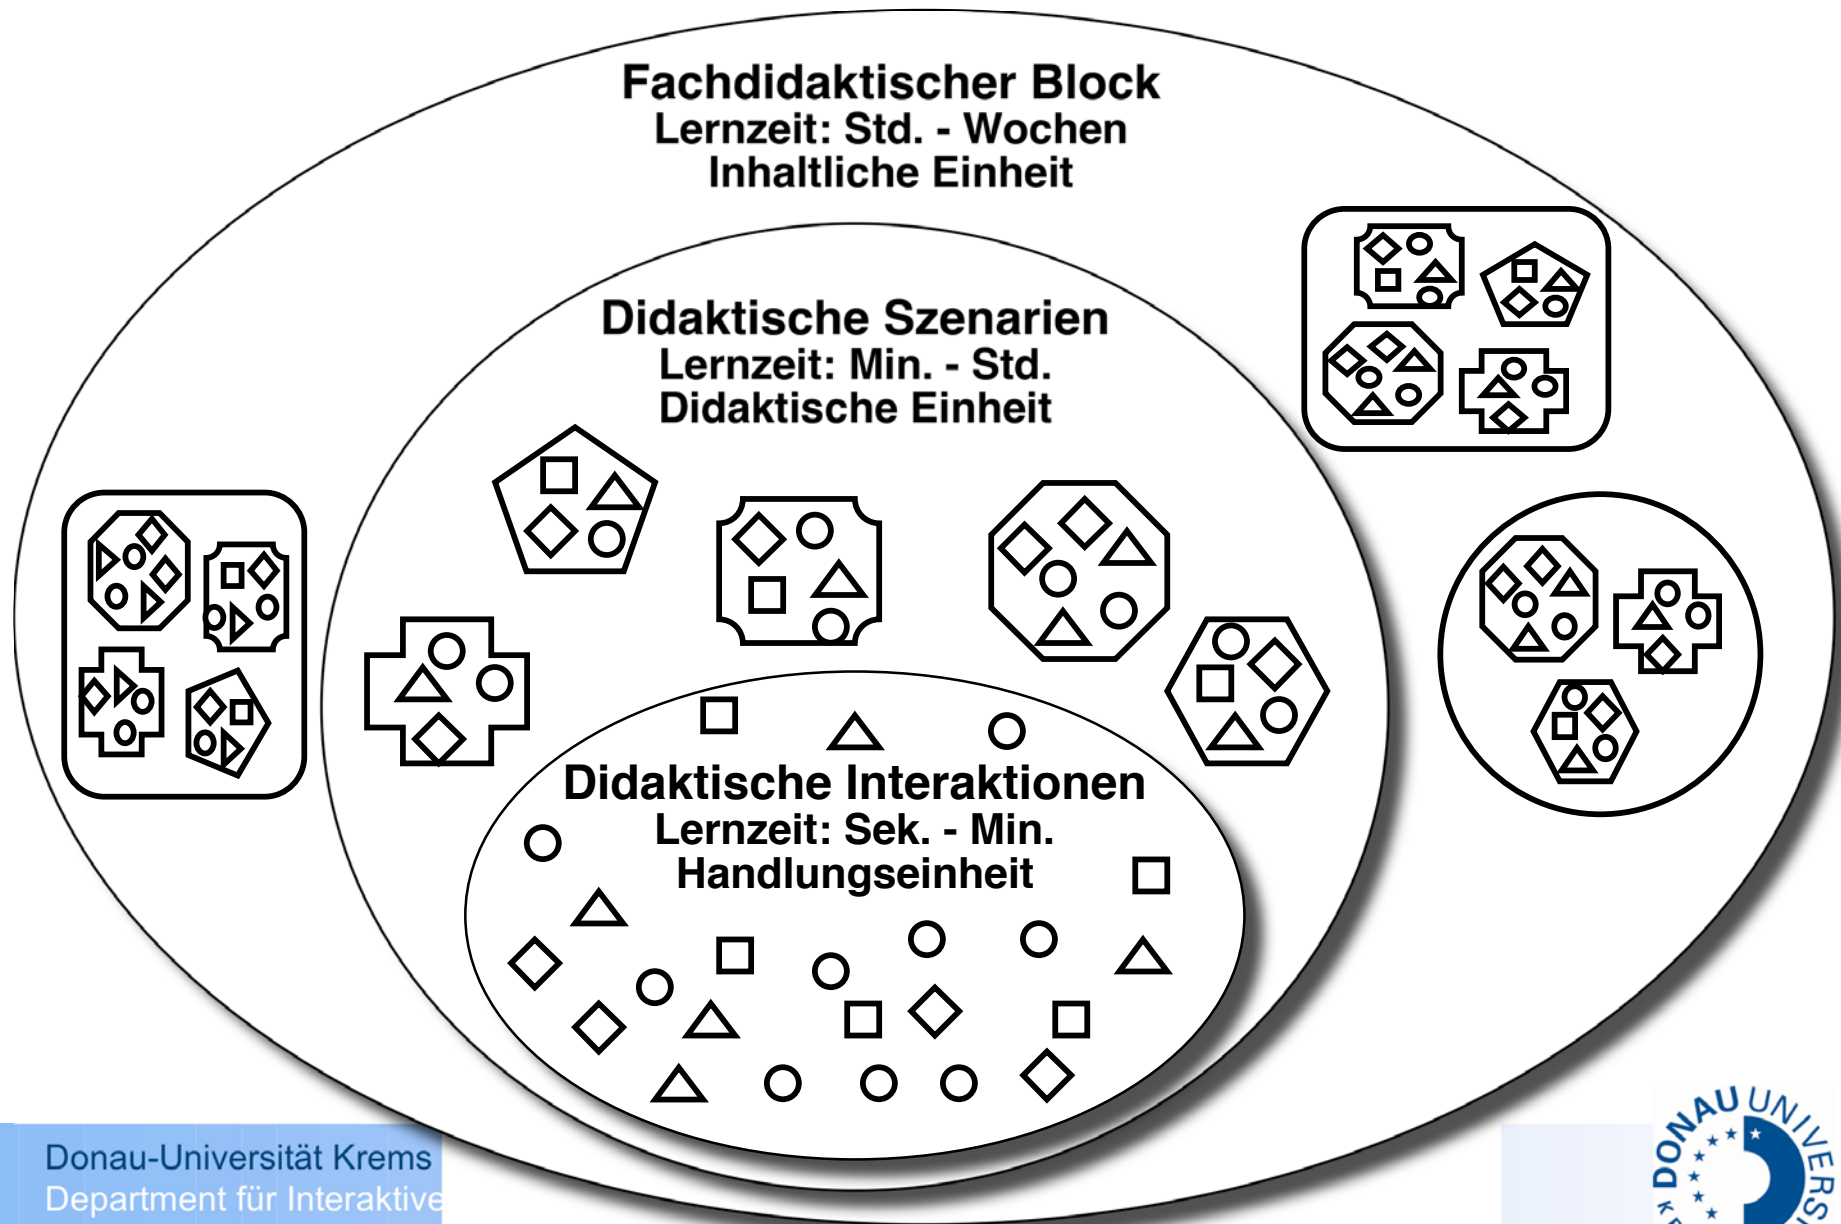 Fachdidaktischer Block
Lernzeit: Std. - Wochen
Inhaltliche Einheit
Didaktische Szenarien
Lernzeit: Min. - Std.
Didaktische Einheit
Didaktische Interaktionen
Lernzeit: Sek. - Min.
Handlungseinheit
Donau-Universität Krems
Department für Interaktive
DONAU